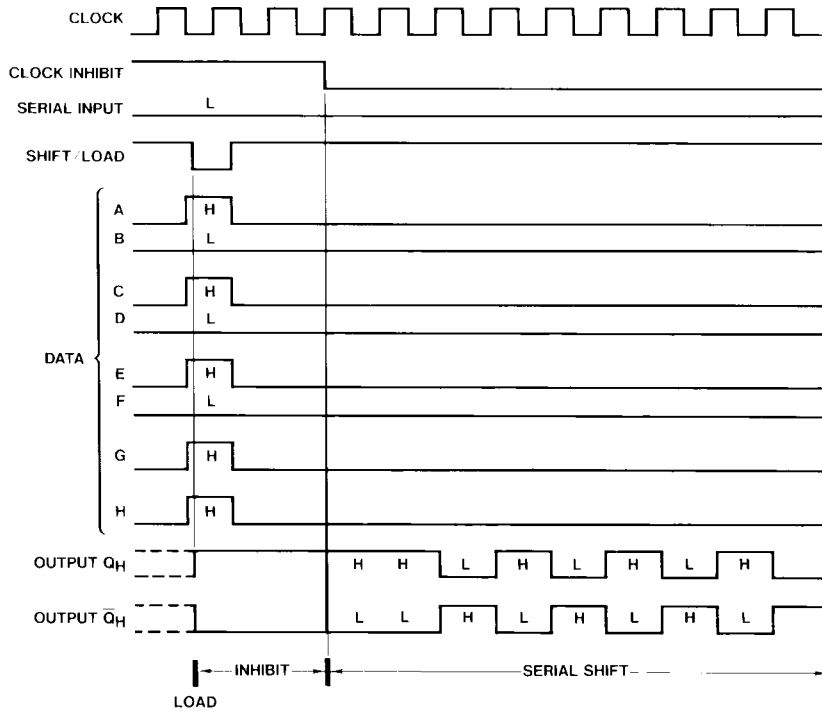 CLOCK
CLOCK INHIBIT
SERIAL INPUT L
SHIFT/LOAD
DATA
A H
B L
C H
D L
E H
F L
G H
H H
OUTPUT QH H H L H L H L H
OUTPUT Q̅H L L H L H L H L
INHIBIT SERIAL SHIFT
LOAD